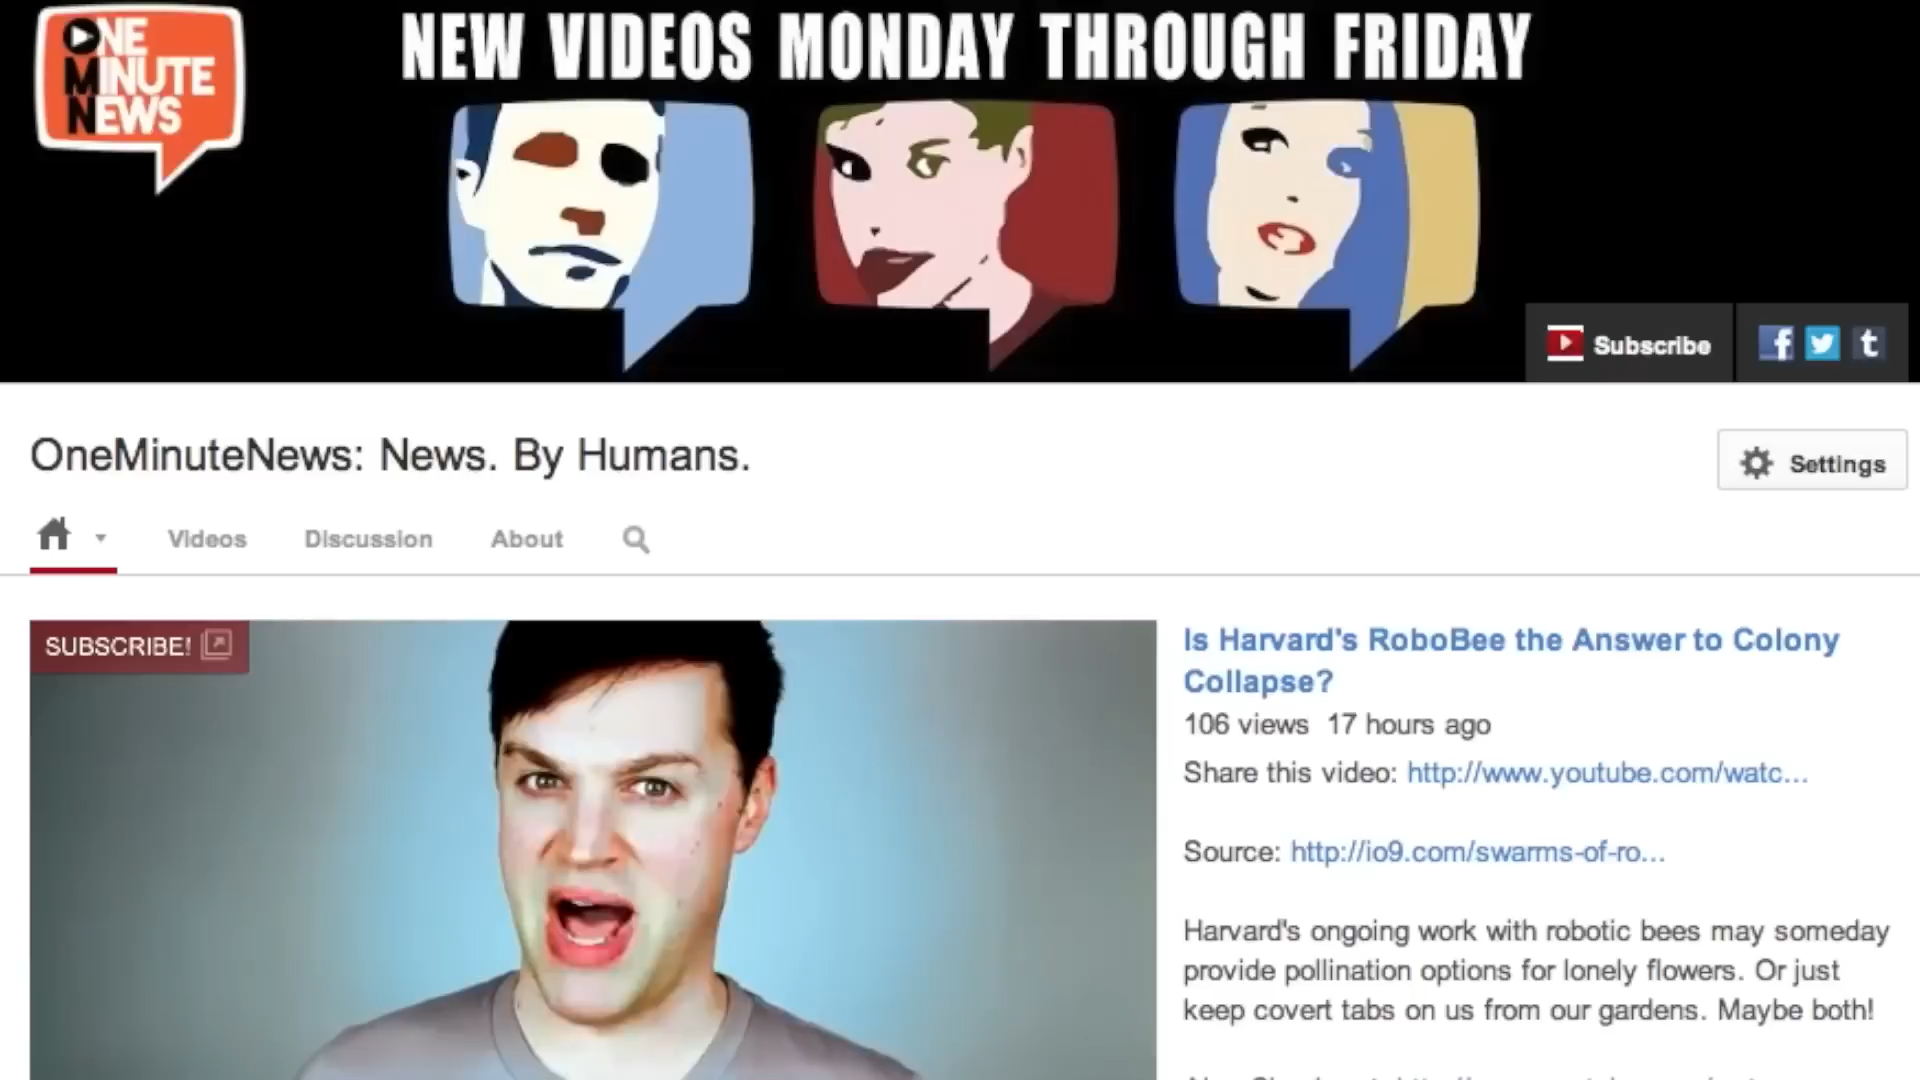 ONE
MINUTE
NEWS
NEW VIDEOS MONDAY THROUGH FRIDAY
Subscribe
f
t
OneMinuteNews: News. By Humans.
Settings
Videos
Discussion
About
SUBSCRIBE!
Is Harvard's RoboBee the Answer to Colony
Collapse?
106 views 17 hours ago
Share this video: http://www.youtube.com/watc...
Source: http://io9.com/swarms-of-ro...
Harvard's ongoing work with robotic bees may someday
provide pollination options for lonely flowers. Or just
keep covert tabs on us from our gardens. Maybe both!